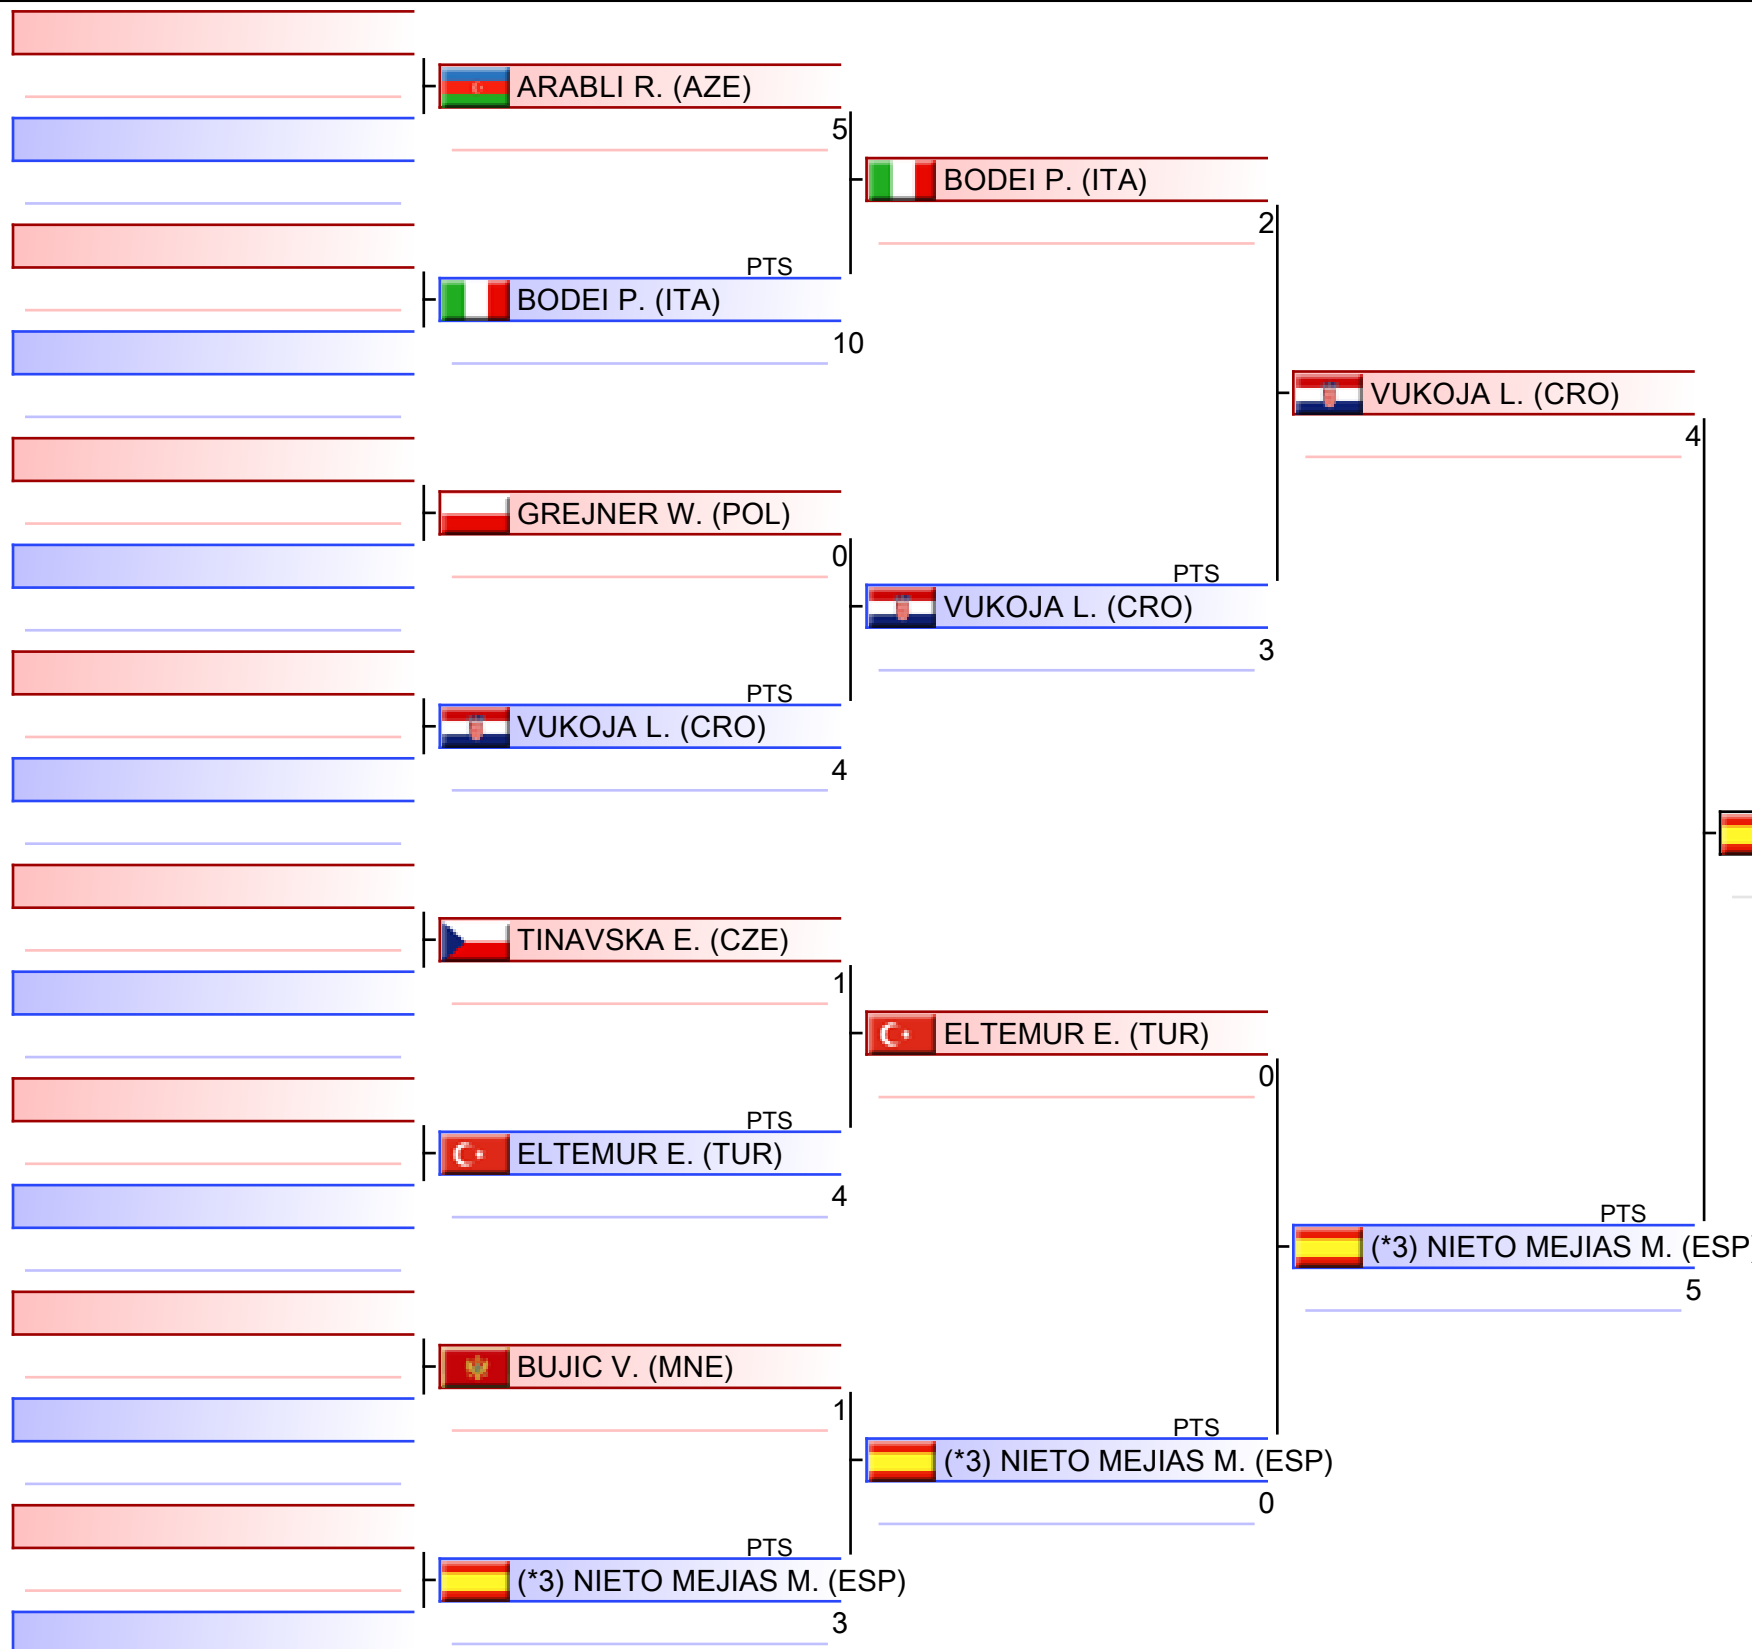 ARABLI R. (AZE)
5
BODEI P. (ITA)
2
PTS
BODEI P. (ITA)
10
VUKOJA L. (CRO)
4
GREJNER W. (POL)
0
PTS
VUKOJA L. (CRO)
3
PTS
VUKOJA L. (CRO)
4
TINAVSKA E. (CZE)
1
ELTEMUR E. (TUR)
0
PTS
ELTEMUR E. (TUR)
4
PTS
(*3) NIETO MEJIAS M. (ESP)
5
BUJIC V. (MNE)
1
PTS
(*3) NIETO MEJIAS M. (ESP)
0
PTS
(*3) NIETO MEJIAS M. (ESP)
3